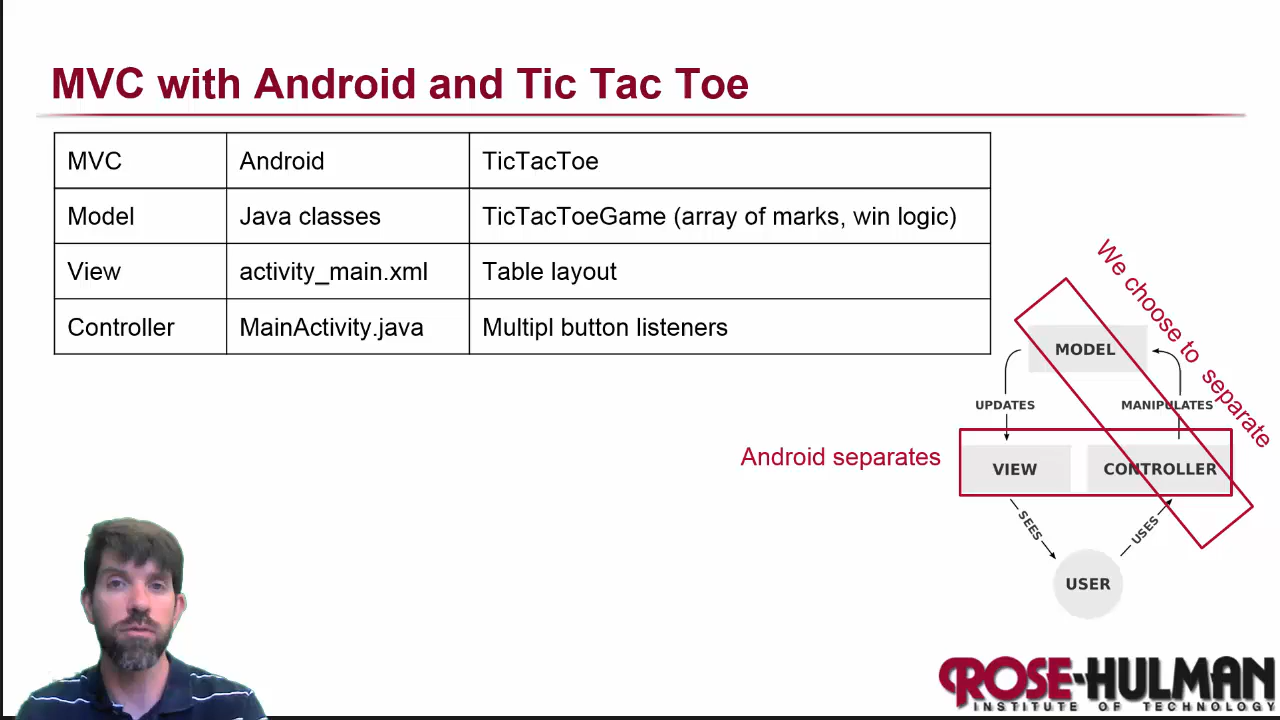 MVC with Android and Tic Tac Toe
MVC Android TicTacToe
Model Java classes TicTacToeGame (array of marks, win logic)
View activity_main.xml Table layout
Controller MainActivity.java Multipl button listeners
We choose to separate
MODEL
UPDATES MANIPULATES
Android separates
VIEW CONTROLLER
SEES USES
USER
ROSE-HULMAN
INSTITUTE OF TECHNOLOGY